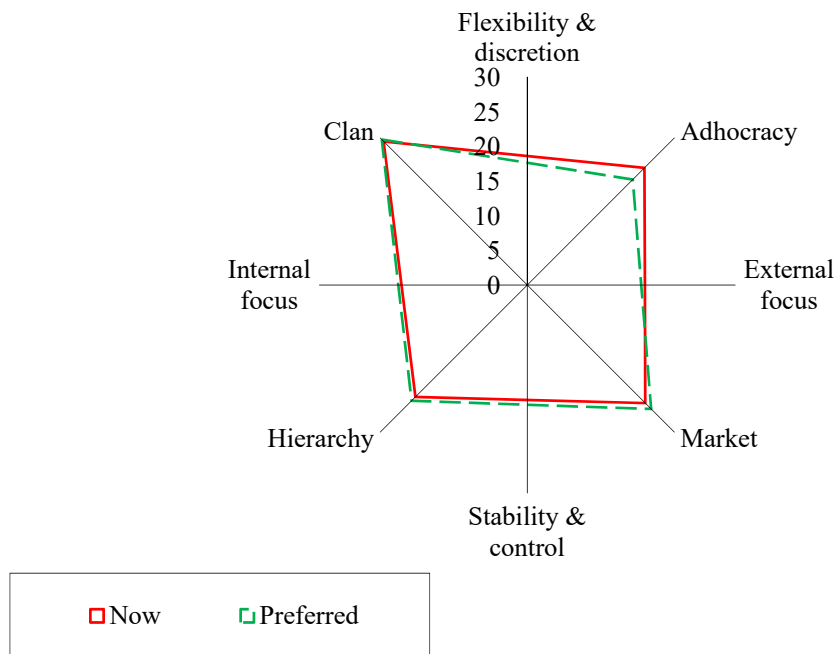 Flexibility &
discretion
30
25
20
15
10
5
0
Clan
Adhocracy
Internal
focus
External
focus
Hierarchy
Market
Stability &
control
Now
Preferred